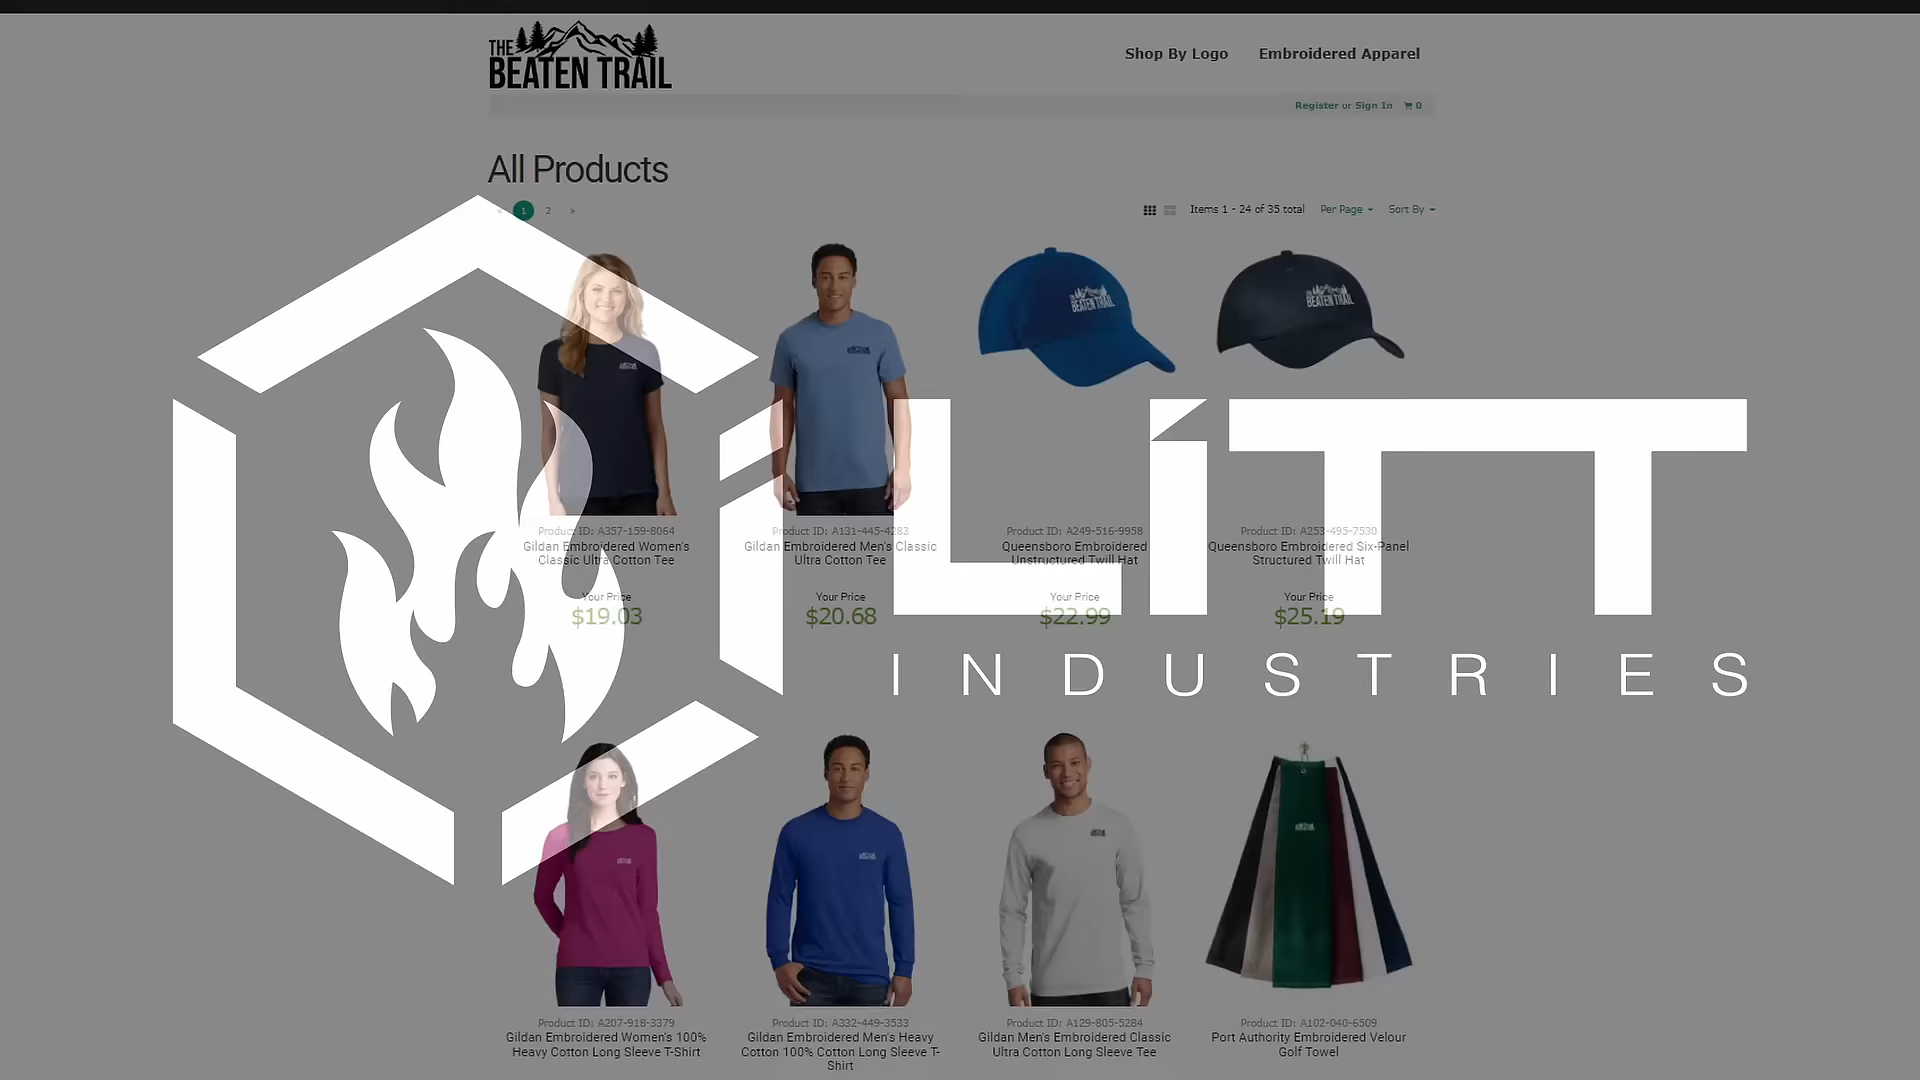 THE
BEATEN TRAIL
Shop By Logo Embroidered Apparel
Register or Sign In 0
All Products
« 1 2 »
Items 1 - 24 of 35 total Per Page Sort By
THE BEATEN TRAIL
THE BEATEN TRAIL
LiTT
INDUSTRIES
Product ID: A357-159-8064
Gildan Embroidered Women's
Classic Ultra Cotton Tee
Your Price
$19.03
Product ID: A131-445-4283
Gildan Embroidered Men's Classic
Ultra Cotton Tee
Your Price
$20.68
Product ID: A249-516-9958
Queensboro Embroidered
Unstructured Twill Hat
Your Price
$22.99
Product ID: A253-495-7530
Queensboro Embroidered Six-Panel
Structured Twill Hat
Your Price
$25.19
Product ID: A207-918-3379
Gildan Embroidered Women's 100%
Heavy Cotton Long Sleeve T-Shirt
Product ID: A332-449-3533
Gildan Embroidered Men's Heavy
Cotton 100% Cotton Long Sleeve T-
Shirt
Product ID: A129-805-5284
Gildan Men's Embroidered Classic
Ultra Cotton Long Sleeve Tee
Product ID: A102-040-6509
Port Authority Embroidered Velour
Golf Towel